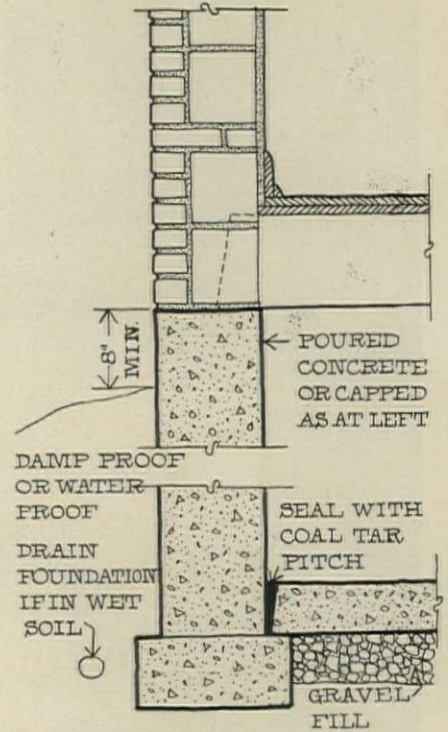 8"
MIN.
POURED
CONCRETE
OR CAPPED
AS AT LEFT
DAMP PROOF
OR WATER
PROOF
SEAL WITH
COAL TAR
PITCH
DRAIN
FOUNDATION
IF IN WET
SOIL
GRAVEL
FILL